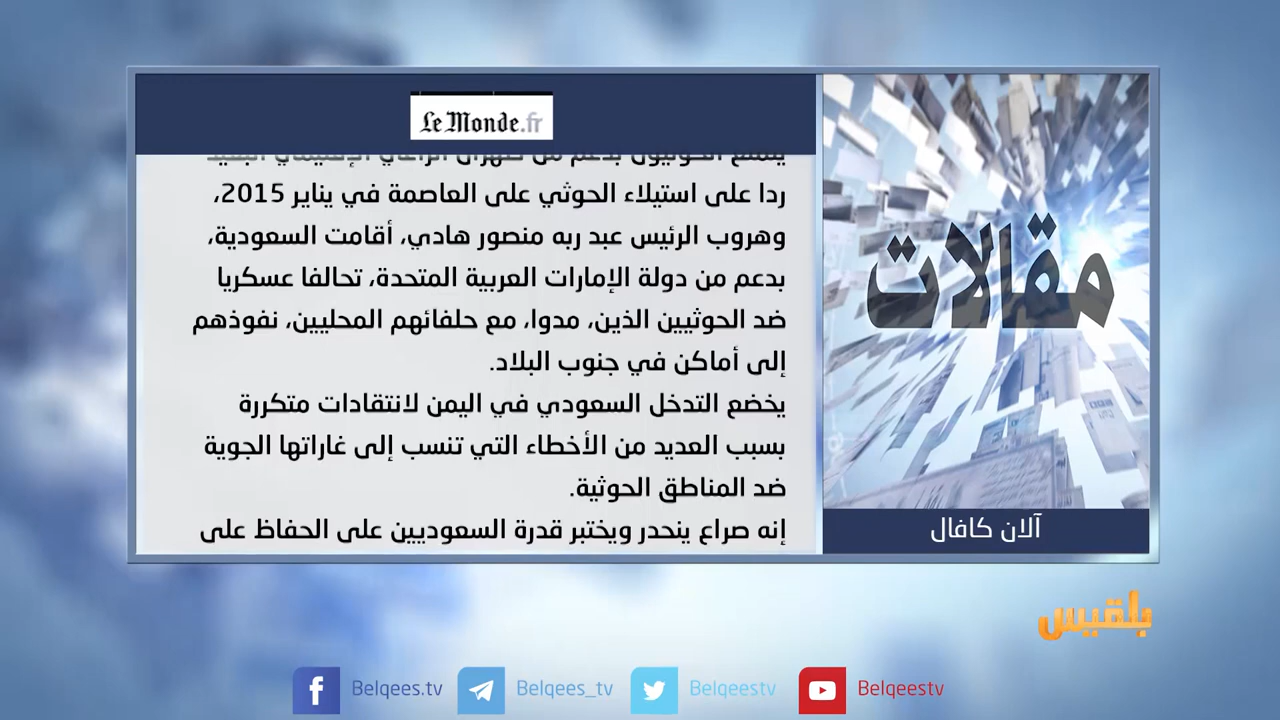 Le Monde.fr
ردا على استيلاء الحوثي على العاصمة في يناير 2015،
وهروب الرئيس عبد ربه منصور هادي، أقامت السعودية،
بدعم من دولة الإمارات العربية المتحدة، تحالفا عسكريا
ضد الحوثيين الذين، مدوا، مع حلفائهم المحليين، نفوذهم
إلى أماكن في جنوب البلاد.
يخضع التدخل السعودي في اليمن لانتقادات متكررة
بسبب العديد من الأخطاء التي تنسب إلى غاراتها الجوية
ضد المناطق الحوثية.
إنه صراع ينحدر ويختبر قدرة السعوديين على الحفاظ على
مقالات
آلان كافال
بلقيس
Belqees.tv
Belqees_tv
Belqeestv
Belqeestv